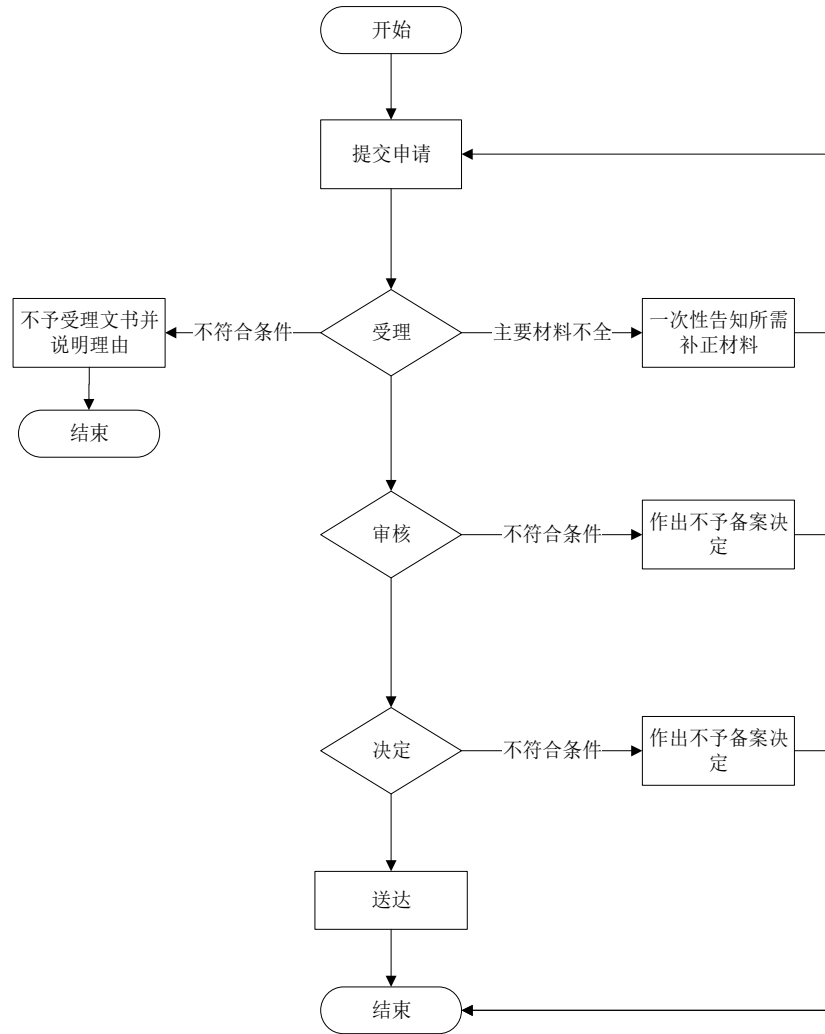 开始
提交申请
不予受理文书并
说明理由
不符合条件
受理
主要材料不全
一次性告知所需
补正材料
结束
审核
不符合条件
作出不予备案决
定
决定
不符合条件
作出不予备案决
定
送达
结束